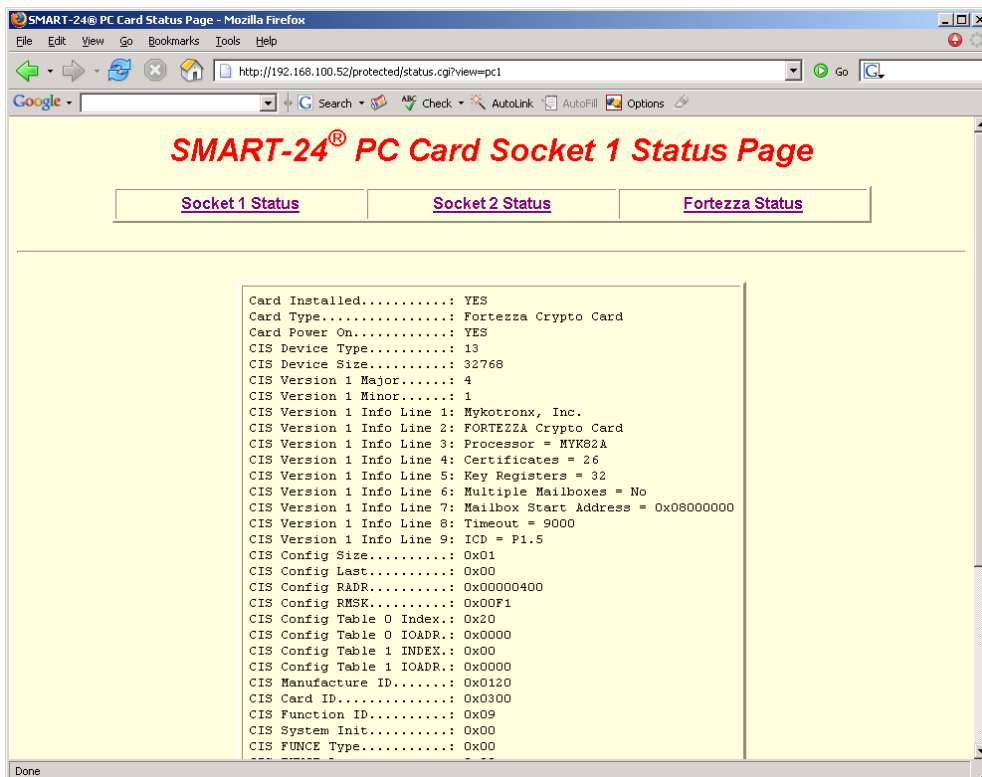 SMART-24® PC Card Status Page - Mozilla Firefox
File Edit View Go Bookmarks Tools Help
http://192.168.100.52/protected/status.cgi?view=pc1 Go G
Google Search ABC Check AutoLink AutoFill Options
SMART-24® PC Card Socket 1 Status Page
Socket 1 Status Socket 2 Status Fortezza Status
Card Installed...........: YES
Card Type................: Fortezza Crypto Card
Card Power On............: YES
CIS Device Type..........: 13
CIS Device Size..........: 32768
CIS Version 1 Major......: 4
CIS Version 1 Minor......: 1
CIS Version 1 Info Line 1: Mykotronx, Inc.
CIS Version 1 Info Line 2: FORTEZZA Crypto Card
CIS Version 1 Info Line 3: Processor = MYK82A
CIS Version 1 Info Line 4: Certificates = 26
CIS Version 1 Info Line 5: Key Registers = 32
CIS Version 1 Info Line 6: Multiple Mailboxes = No
CIS Version 1 Info Line 7: Mailbox Start Address = 0x08000000
CIS Version 1 Info Line 8: Timeout = 9000
CIS Version 1 Info Line 9: ICD = P1.5
CIS Config Size..........: 0x01
CIS Config Last..........: 0x00
CIS Config RADR..........: 0x00000400
CIS Config RMSK..........: 0x00F1
CIS Config Table 0 Index.: 0x20
CIS Config Table 0 IOADR.: 0x0000
CIS Config Table 1 INDEX.: 0x00
CIS Config Table 1 IOADR.: 0x0000
CIS Manufacture ID.......: 0x0120
CIS Card ID..............: 0x0300
CIS Function ID..........: 0x09
CIS System Init..........: 0x00
CIS FUNCE Type...........: 0x00
Done